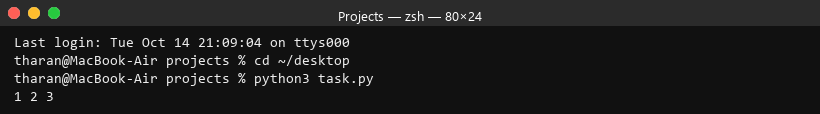 Projects — zsh — 80×24
Last login: Tue Oct 14 21:09:04 on ttys000
tharan@MacBook-Air projects % cd ~/desktop
tharan@MacBook-Air projects % python3 task.py
1 2 3